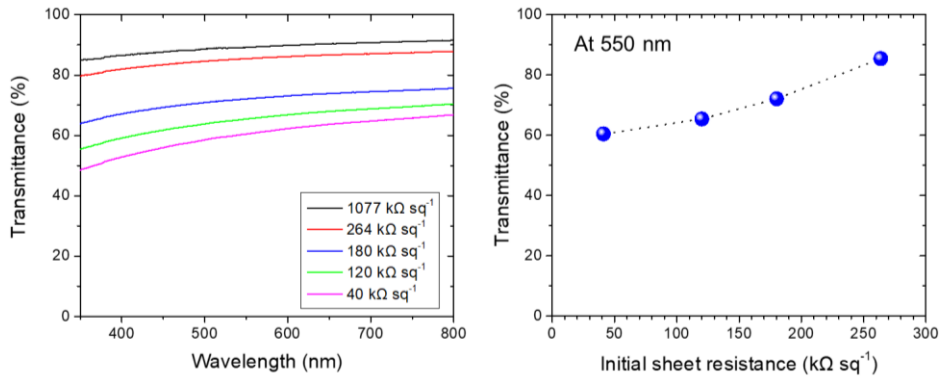 100
80
60
40
20
0
Transmittance (%)
400
500
600
700
800
Wavelength (nm)
1077 kΩ sq⁻¹
264 kΩ sq⁻¹
180 kΩ sq⁻¹
120 kΩ sq⁻¹
40 kΩ sq⁻¹
At 550 nm
100
80
60
40
20
0
Transmittance (%)
0
50
100
150
200
250
300
Initial sheet resistance (kΩ sq⁻¹)